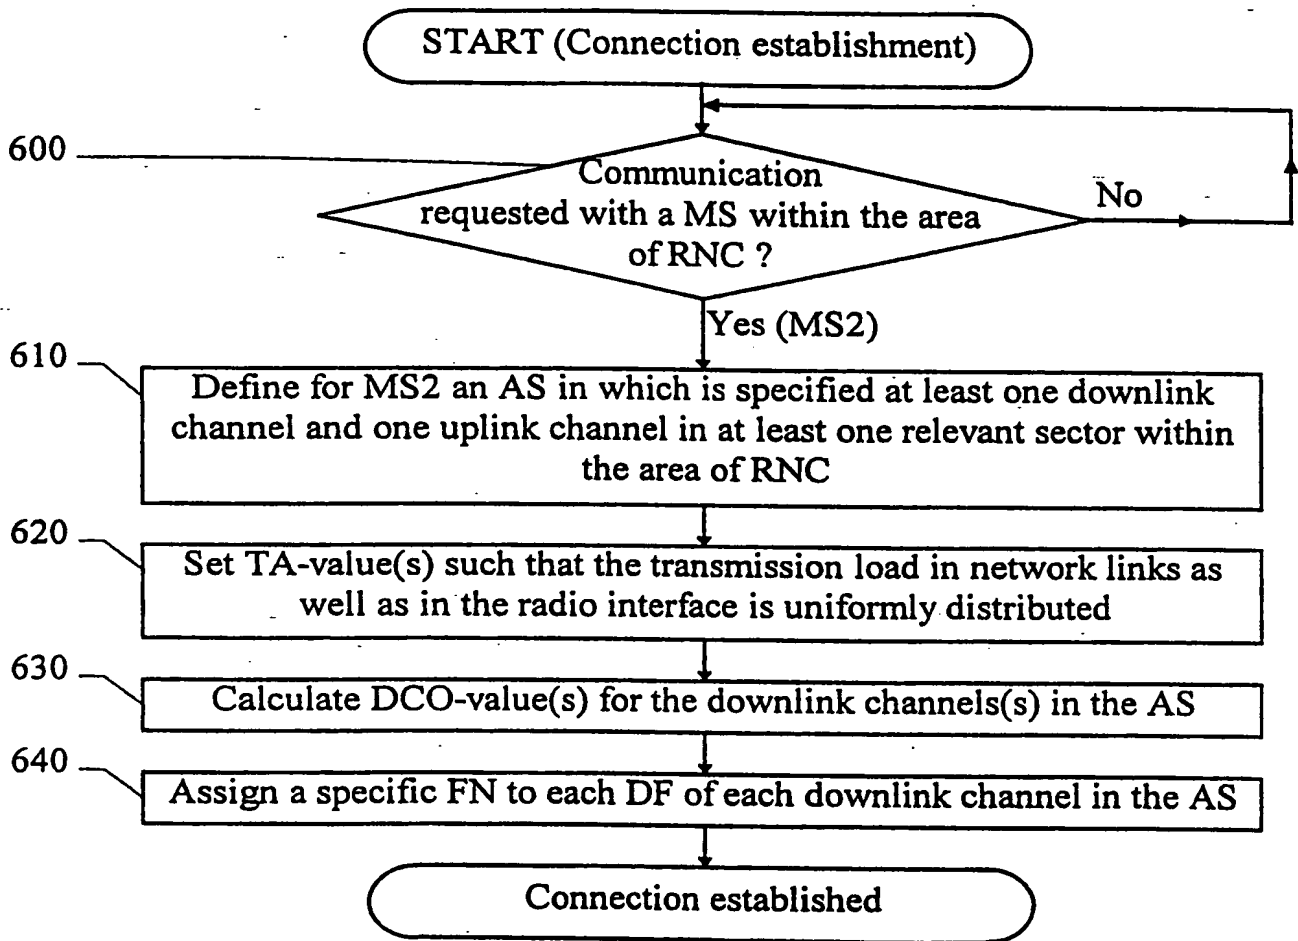 START (Connection establishment)
600
Communication
requested with a MS within the area
of RNC ?
No
Yes (MS2)
610
Define for MS2 an AS in which is specified at least one downlink
channel and one uplink channel in at least one relevant sector within
the area of RNC
620
Set TA-value(s) such that the transmission load in network links as
well as in the radio interface is uniformly distributed
630
Calculate DCO-value(s) for the downlink channels(s) in the AS
640
Assign a specific FN to each DF of each downlink channel in the AS
Connection established